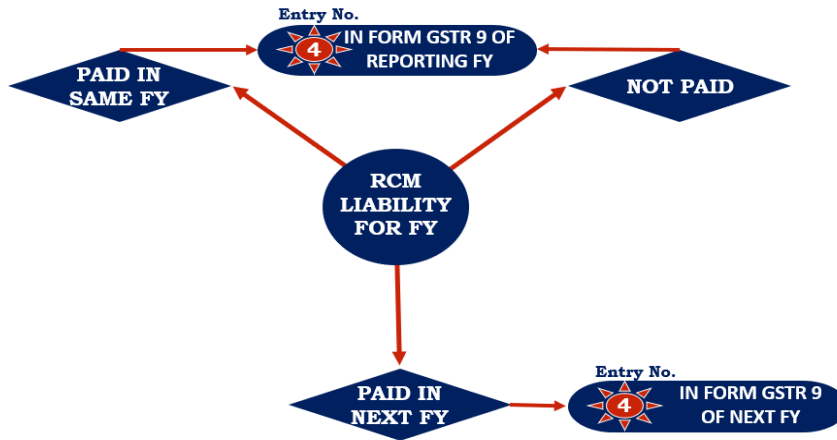 Entry No.
4
IN FORM GSTR 9 OF
REPORTING FY
PAID IN
SAME FY
NOT PAID
RCM
LIABILITY
FOR FY
PAID IN
NEXT FY
Entry No.
4
IN FORM GSTR 9
OF NEXT FY